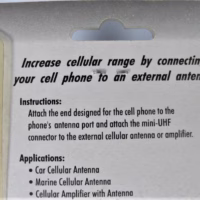 Increase cellular range by connectin
your cell phone to an external anten
Instructions:
Attach the end designed for the cell phone to the
phone's antenna port and attach the mini-UHF
connector to the external cellular antenna or amplifier.
Applications:
• Car Cellular Antenna
• Marine Cellular Antenna
• Cellular Amplifier with Antenna